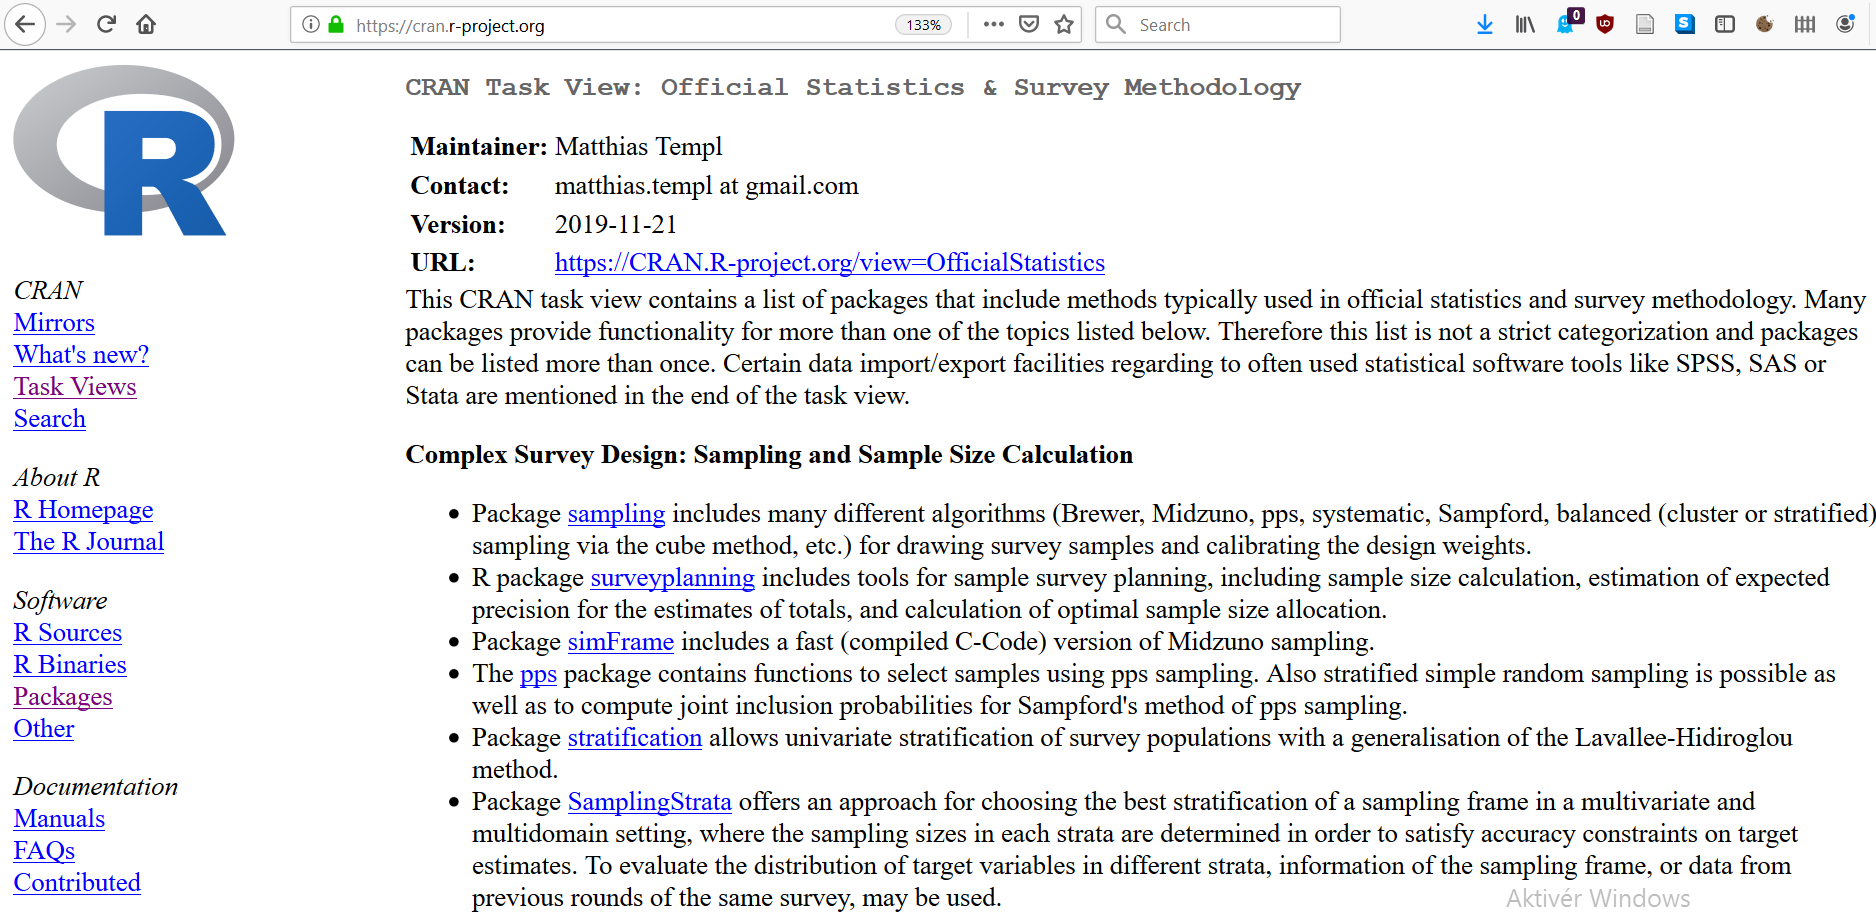 https://cran.r-project.org
133%
Search
0
CRAN Task View: Official Statistics & Survey Methodology
Maintainer: Matthias Templ
Contact: matthias.templ at gmail.com
Version: 2019-11-21
URL: https://CRAN.R-project.org/view=OfficialStatistics
This CRAN task view contains a list of packages that include methods typically used in official statistics and survey methodology. Many
packages provide functionality for more than one of the topics listed below. Therefore this list is not a strict categorization and packages
can be listed more than once. Certain data import/export facilities regarding to often used statistical software tools like SPSS, SAS or
Stata are mentioned in the end of the task view.
Complex Survey Design: Sampling and Sample Size Calculation
• Package sampling includes many different algorithms (Brewer, Midzuno, pps, systematic, Sampford, balanced (cluster or stratified)
sampling via the cube method, etc.) for drawing survey samples and calibrating the design weights.
• R package surveyplanning includes tools for sample survey planning, including sample size calculation, estimation of expected
precision for the estimates of totals, and calculation of optimal sample size allocation.
• Package simFrame includes a fast (compiled C-Code) version of Midzuno sampling.
• The pps package contains functions to select samples using pps sampling. Also stratified simple random sampling is possible as
well as to compute joint inclusion probabilities for Sampford's method of pps sampling.
• Package stratification allows univariate stratification of survey populations with a generalisation of the Lavallee-Hidiroglou
method.
• Package SamplingStrata offers an approach for choosing the best stratification of a sampling frame in a multivariate and
multidomain setting, where the sampling sizes in each strata are determined in order to satisfy accuracy constraints on target
estimates. To evaluate the distribution of target variables in different strata, information of the sampling frame, or data from
previous rounds of the same survey, may be used.
R
CRAN
Mirrors
What's new?
Task Views
Search
About R
R Homepage
The R Journal
Software
R Sources
R Binaries
Packages
Other
Documentation
Manuals
FAQs
Contributed
Aktivér Windows